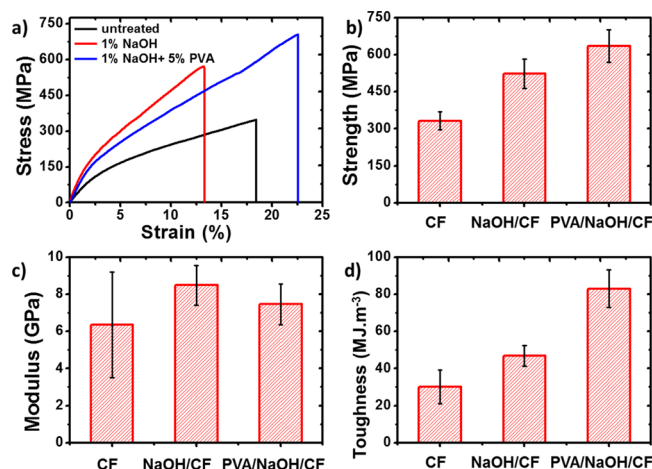 a)
untreated
1% NaOH
1% NaOH+ 5% PVA
Stress (MPa)
750
600
450
300
150
0
0 5 10 15 20 25
Strain (%)
b)
Strength (MPa)
750
600
450
300
150
0
CF NaOH/CF PVA/NaOH/CF
c)
Modulus (GPa)
10
8
6
4
2
0
CF NaOH/CF PVA/NaOH/CF
d)
Toughness (MJ.m-3)
100
80
60
40
20
0
CF NaOH/CF PVA/NaOH/CF